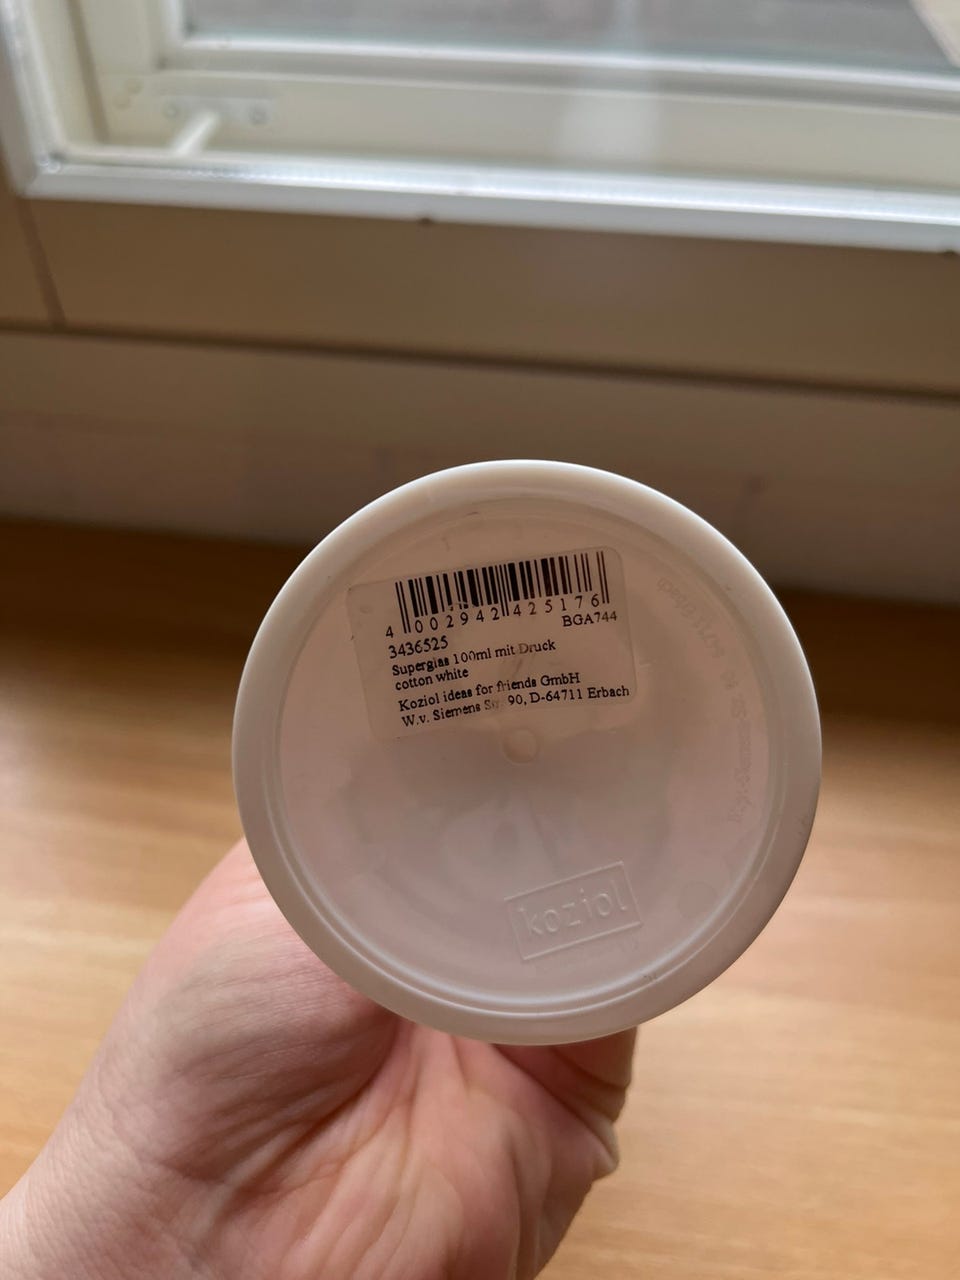 4 002942 425176
BGA744
3436525
Superglas 100ml mit Druck
cotton white
Koziol ideas for friends GmbH
W.v. Siemens Str. 90, D-64711 Erbach
koziol